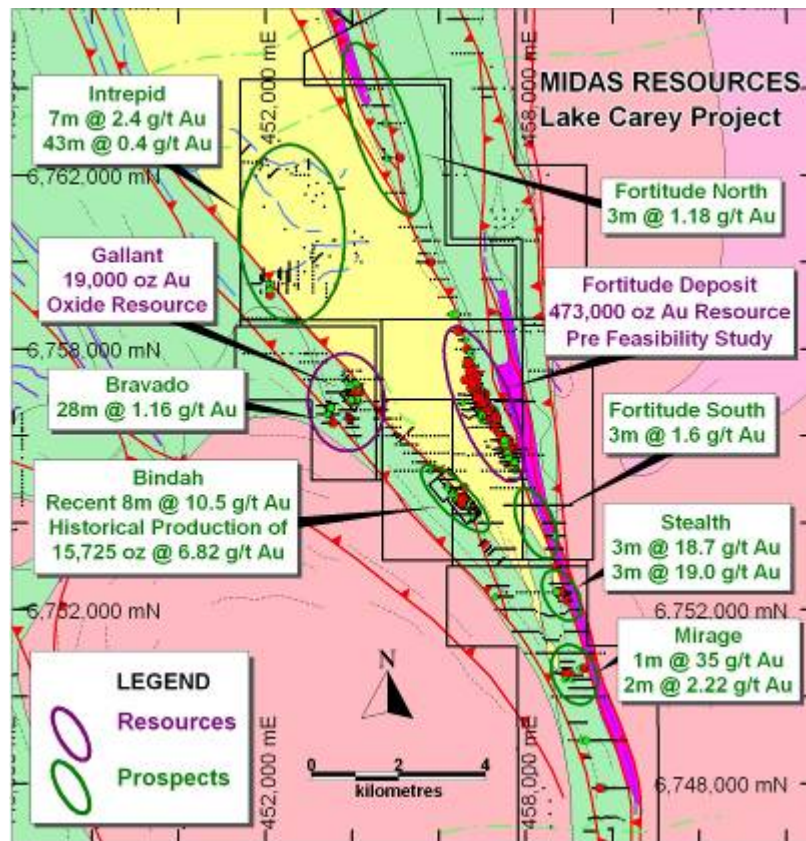 MIDAS RESOURCES
Lake Carey Project
452,000 mE
458,000 mE
Intrepid
7m @ 2.4 g/t Au
43m @ 0.4 g/t Au
6,762,000 mN
6,762,000 mN
Fortitude North
3m @ 1.18 g/t Au
Gallant
19,000 oz Au
Oxide Resource
Fortitude Deposit
473,000 oz Au Resource
Pre Feasibility Study
6,758,000 mN
Bravado
28m @ 1.16 g/t Au
Fortitude South
3m @ 1.6 g/t Au
Bindah
Recent 8m @ 10.5 g/t Au
Historical Production of
15,725 oz @ 6.82 g/t Au
Stealth
3m @ 18.7 g/t Au
3m @ 19.0 g/t Au
6,752,000 mN
6,752,000 mN
Mirage
1m @ 35 g/t Au
2m @ 2.22 g/t Au
N
LEGEND
Resources
Prospects
0 2 4
kilometres
452,000 mE
458,000 mE
6,748,000 mN